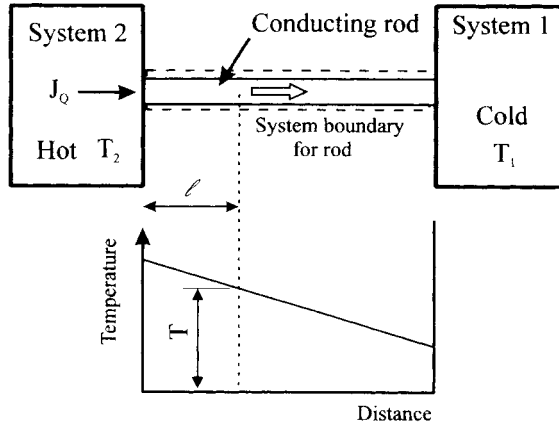 System 2
Conducting rod
System 1
J_Q
Cold
T_1
Hot T_2
System boundary
for rod
ℓ
Temperature
T
Distance